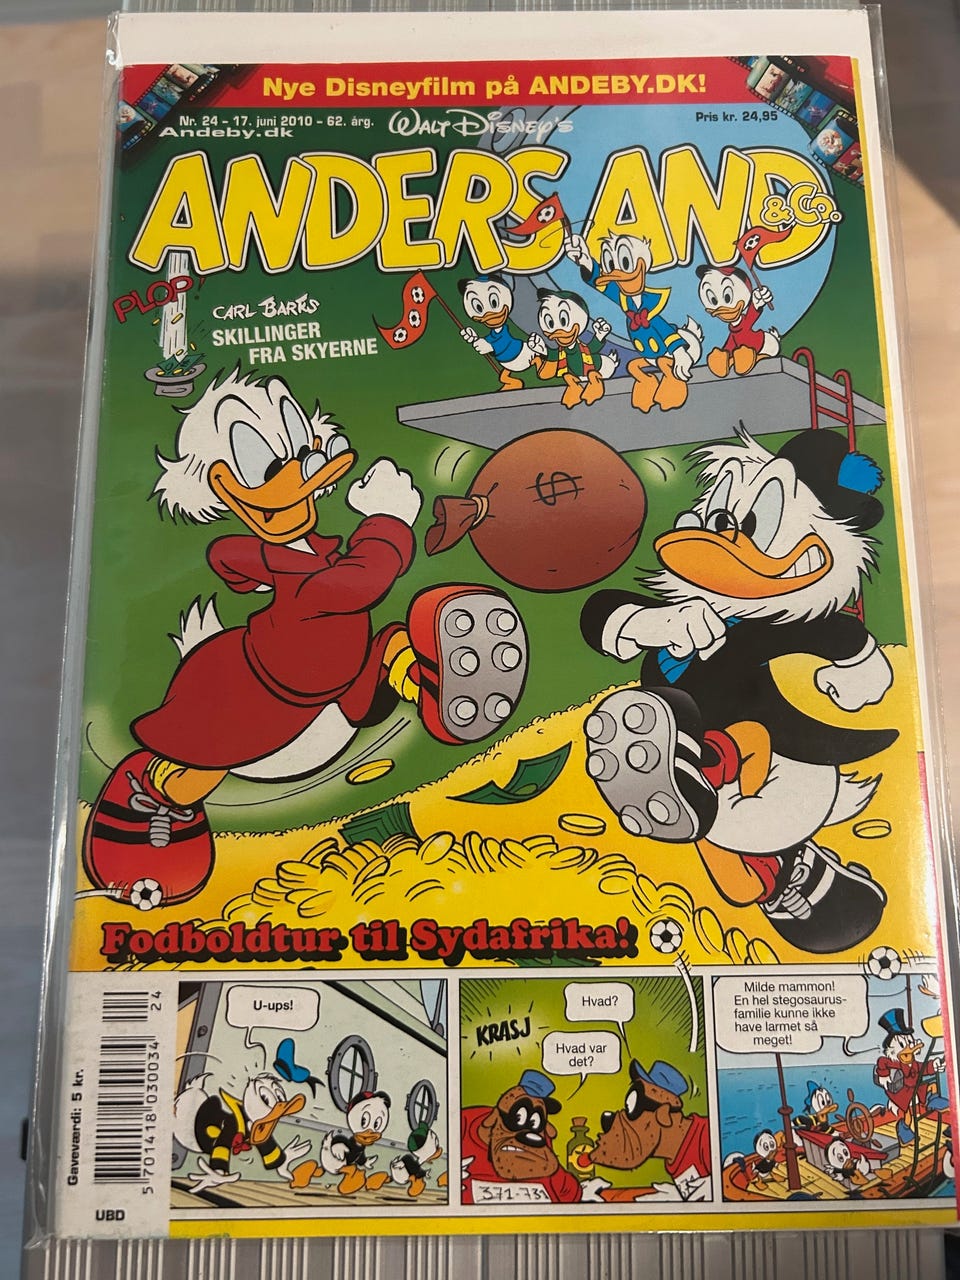 Nye Disneyfilm på ANDEBY.DK!
Nr. 24 - 17. juni 2010 - 62. årg.
Andeby.dk
WALT DISNEY'S
Pris kr. 24,95
ANDERS AND
& Co.
PLOP!
CARL BARKS
SKILLINGER
FRA SKYERNE
$
Fodboldtur til Sydafrika!
U-ups!
KRASJ
Hvad?
Hvad var
det?
371-731
Milde mammon!
En hel stegosaurus-
familie kunne ikke
have larmet så
meget!
Gaveværdi: 5 kr.
5 701418 030034
24
UBD